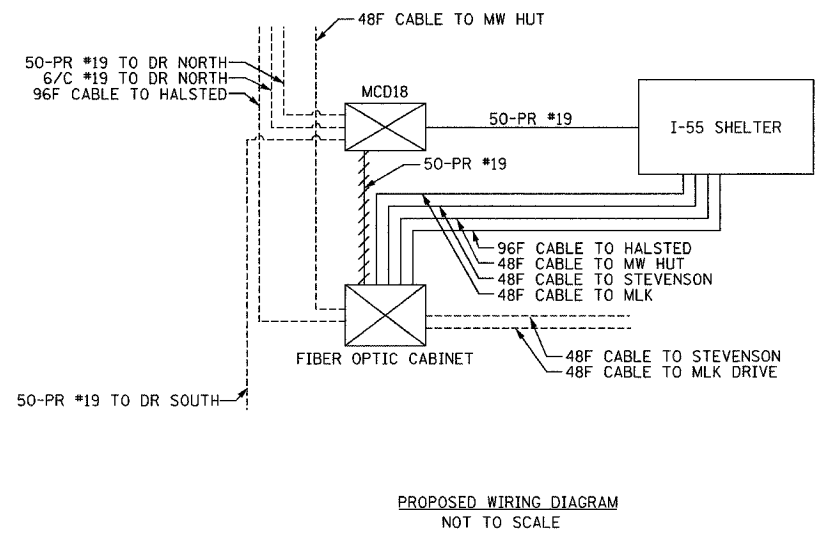 48F CABLE TO MW HUT
50-PR #19 TO DR NORTH
6/C #19 TO DR NORTH
96F CABLE TO HALSTED
MCD18
50-PR #19
I-55 SHELTER
50-PR #19
96F CABLE TO HALSTED
48F CABLE TO MW HUT
48F CABLE TO STEVENSON
48F CABLE TO MLK
FIBER OPTIC CABINET
48F CABLE TO STEVENSON
48F CABLE TO MLK DRIVE
50-PR #19 TO DR SOUTH
PROPOSED WIRING DIAGRAM
NOT TO SCALE